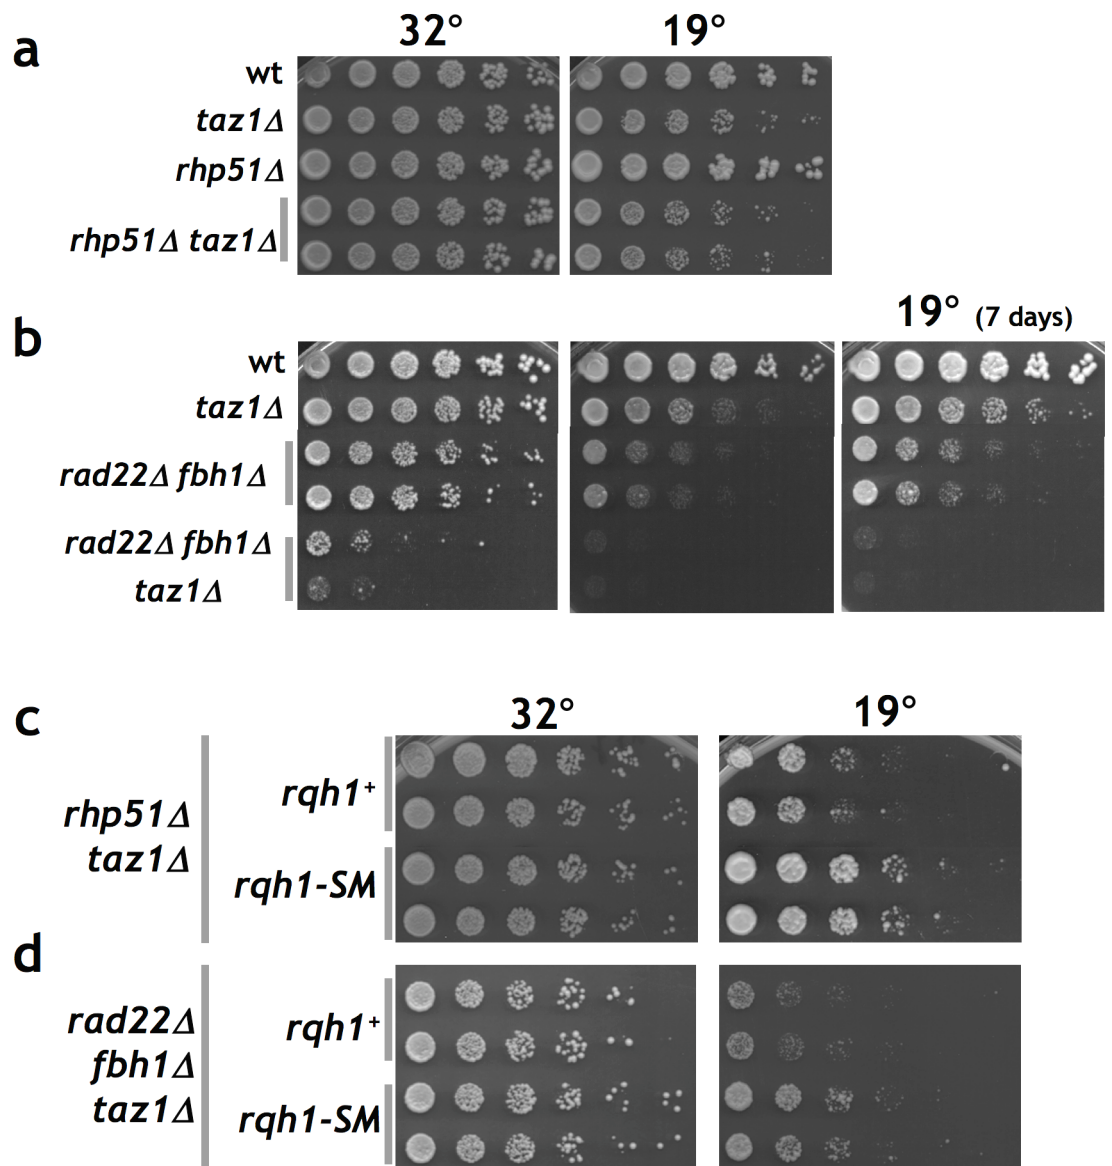 a
32° 19°
wt
taz1Δ
rhp51Δ
rhp51Δ taz1Δ
b
19° (7 days)
wt
taz1Δ
rad22Δ fbh1Δ
rad22Δ fbh1Δ
taz1Δ
c
32° 19°
rhp51Δ
taz1Δ
rqh1+
rqh1-SM
d
rad22Δ
fbh1Δ
taz1Δ
rqh1+
rqh1-SM